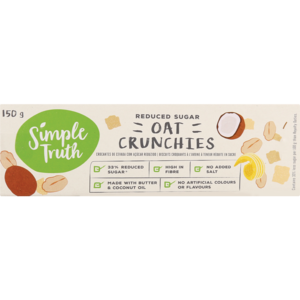 150 g
Simple
Truth
REDUCED SUGAR
OAT
CRUNCHIES
33% REDUCED
SUGAR*
HIGH IN
FIBRE
NO ADDED
SALT
MADE WITH BUTTER
& COCONUT OIL
NO ARTIFICIAL COLOURS
OR FLAVOURS